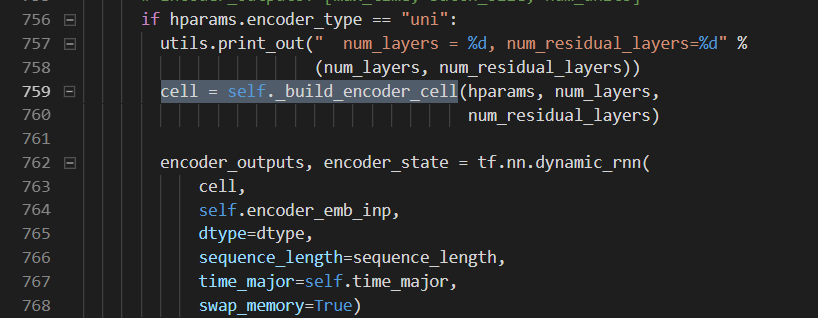 756 if hparams.encoder_type == "uni":
757 utils.print_out("  num_layers = %d, num_residual_layers=%d" %
758 (num_layers, num_residual_layers))
759 cell = self._build_encoder_cell(hparams, num_layers,
760 num_residual_layers)
761
762 encoder_outputs, encoder_state = tf.nn.dynamic_rnn(
763 cell,
764 self.encoder_emb_inp,
765 dtype=dtype,
766 sequence_length=sequence_length,
767 time_major=self.time_major,
768 swap_memory=True)